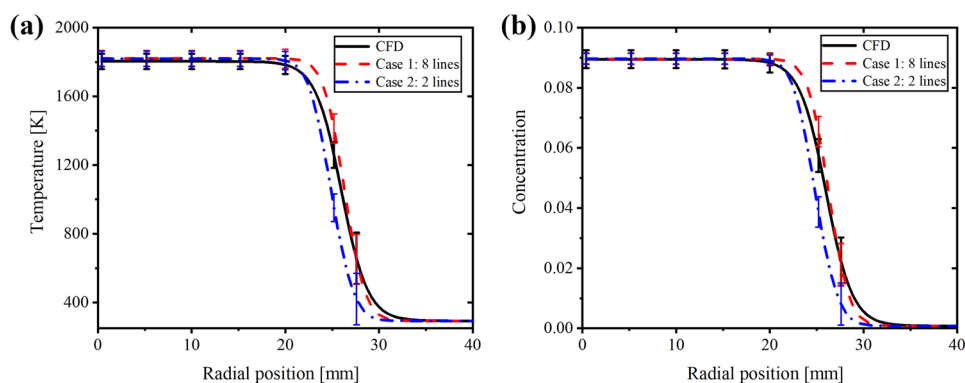 (a)
2000
1600
1200
800
400
Temperature [K]
CFD
Case 1: 8 lines
Case 2: 2 lines
0
10
20
30
40
Radial position [mm]
(b)
0.10
0.08
0.06
0.04
0.02
0.00
Concentration
CFD
Case 1: 8 lines
Case 2: 2 lines
0
10
20
30
40
Radial position [mm]